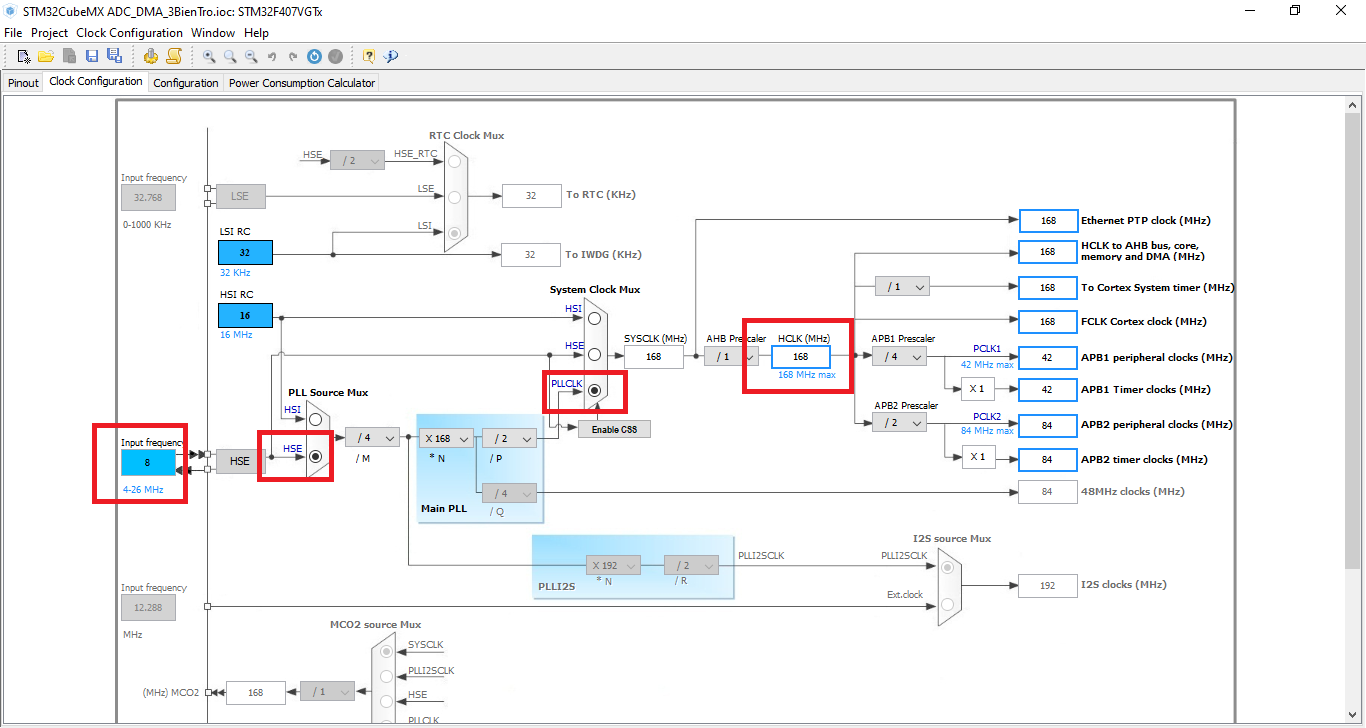 STM32CubeMX ADC_DMA_3BienTro.ioc: STM32F407VGTx
File Project Clock Configuration Window Help
Pinout Clock Configuration Configuration Power Consumption Calculator
RTC Clock Mux
HSE / 2 HSE_RTC
Input frequency
32.768
0-1000 KHz
LSE
LSE
32 To RTC (KHz)
LSI RC
LSI
32
32 KHz
32 To IWDG (KHz)
168 Ethernet PTP clock (MHz)
168 HCLK to AHB bus, core,
memory and DMA (MHz)
/ 1 168 To Cortex System timer (MHz)
System Clock Mux
HSI RC
16
16 MHz
HSI
HSE
PLLCLK
Enable CSS
SYSCLK (MHz)
168
AHB Prescaler
/ 1
HCLK (MHz)
168
168 MHz max
168 FCLK Cortex clock (MHz)
APB1 Prescaler
/ 4
PCLK1
42 MHz max
42 APB1 peripheral clocks (MHz)
X 1 42 APB1 Timer clocks (MHz)
APB2 Prescaler
/ 2
PCLK2
84 MHz max
84 APB2 peripheral clocks (MHz)
X 1 84 APB2 timer clocks (MHz)
PLL Source Mux
HSI
HSE
Input frequency
8
4-26 MHz
HSE
/ 4
/ M
X 168
* N
/ 2
/ P
/ 4
/ Q
Main PLL
84 48MHz clocks (MHz)
I2S source Mux
X 192
* N
/ 2
/ R
PLLI2S
PLLI2SCLK
PLLI2SCLK
Ext.clock
192 I2S clocks (MHz)
Input frequency
12.288
MHz
MCO2 source Mux
SYSCLK
PLLI2SCLK
HSE
PLLCLK
(MHz) MCO2 168 / 1